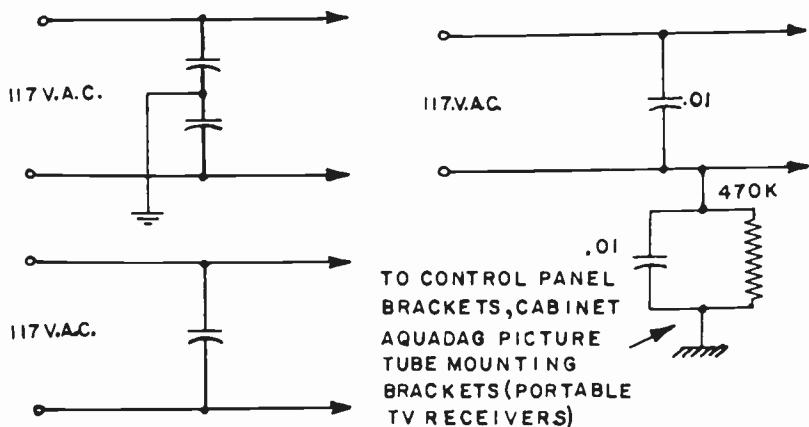 117 V.A.C.
117 V.A.C.
117 V.A.C.
.01
470K
.01
TO CONTROL PANEL
BRACKETS, CABINET
AQUADAG PICTURE
TUBE MOUNTING
BRACKETS (PORTABLE
TV RECEIVERS)